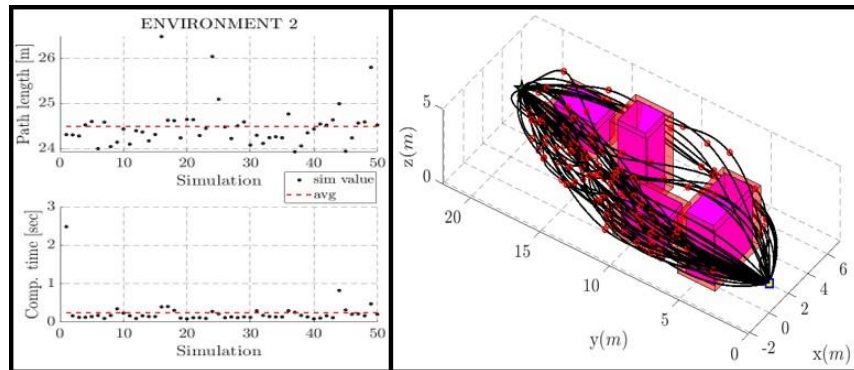 ENVIRONMENT 2
Path length [m]
26
25
24
0 10 20 30 40 50
Simulation
sim value
avg
Comp. time [sec]
3
2
1
0
0 10 20 30 40 50
Simulation
z(m)
5
0
20
15
10
5
0
y(m)
6
4
2
0
-2
x(m)